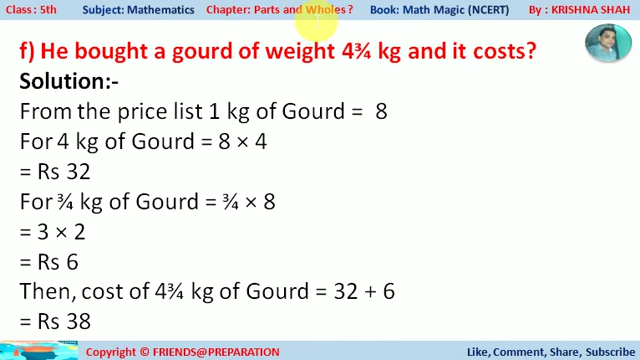 Class : 5th Subject: Mathematics Chapter: Parts and Wholes ? Book: Math Magic (NCERT) By : KRISHNA SHAH
f) He bought a gourd of weight 4¾ kg and it costs?
Solution:-
From the price list 1 kg of Gourd = 8
For 4 kg of Gourd = 8 × 4
= Rs 32
For ¾ kg of Gourd = ¾ × 8
= 3 × 2
= Rs 6
Then, cost of 4¾ kg of Gourd = 32 + 6
= Rs 38
Copyright © FRIENDS@PREPARATION Like, Comment, Share, Subscribe